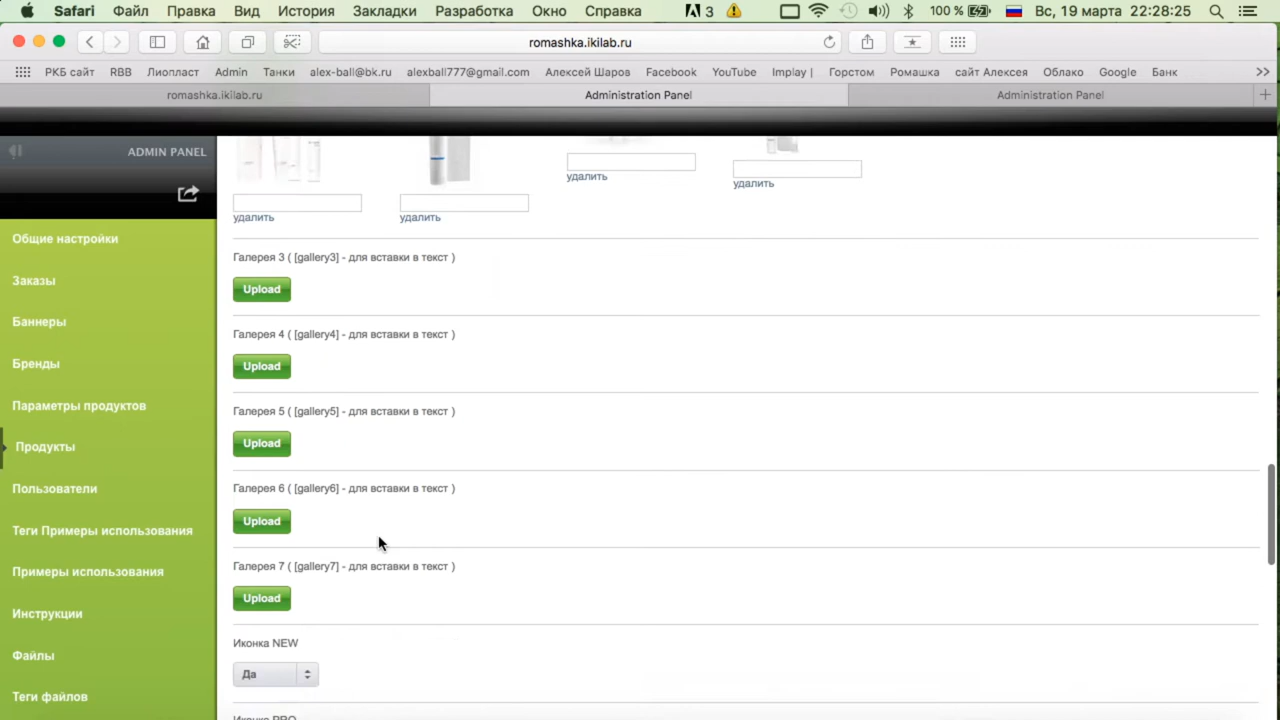 Safari Файл Правка Вид История Закладки Разработка Окно Справка 3 100 % Вс, 19 марта 22:28:25
romashka.ikilab.ru
РКБ сайт RBB Лиопласт Admin Танки alex-ball@bk.ru alexball777@gmail.com Алексей Шаров Facebook YouTube Implay | Горстом Ромашка сайт Алексея Облако Google Банк >>
romashka.ikilab.ru Administration Panel Administration Panel +
ADMIN PANEL
Общие настройки
Заказы
Баннеры
Бренды
Параметры продуктов
Продукты
Пользователи
Теги Примеры использования
Примеры использования
Инструкции
Файлы
Теги файлов
удалить
удалить
удалить
удалить
Галерея 3 ( [gallery3] - для вставки в текст )
Upload
Галерея 4 ( [gallery4] - для вставки в текст )
Upload
Галерея 5 ( [gallery5] - для вставки в текст )
Upload
Галерея 6 ( [gallery6] - для вставки в текст )
Upload
Галерея 7 ( [gallery7] - для вставки в текст )
Upload
Иконка NEW
Да
Иконка PRO